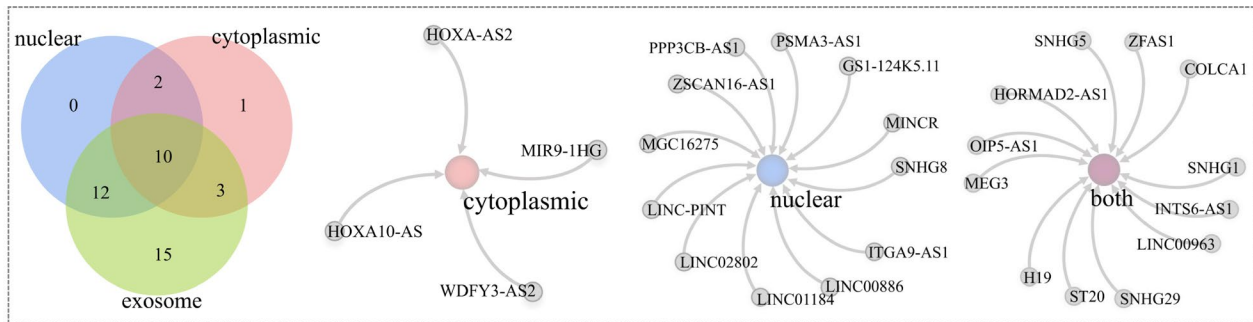 nuclear
cytoplasmic
0
2
1
10
12
3
15
exosome
HOXA-AS2
MIR9-1HG
cytoplasmic
HOXA10-AS
WDFY3-AS2
PPP3CB-AS1
PSMA3-AS1
GS1-124K5.11
ZSCAN16-AS1
MINCR
MGC16275
SNHG8
nuclear
LINC-PINT
ITGA9-AS1
LINC02802
LINC00886
LINC01184
SNHG5
ZFAS1
COLCA1
HORMAD2-AS1
OIP5-AS1
SNHG1
MEG3
both
INTS6-AS1
LINC00963
H19
ST20
SNHG29